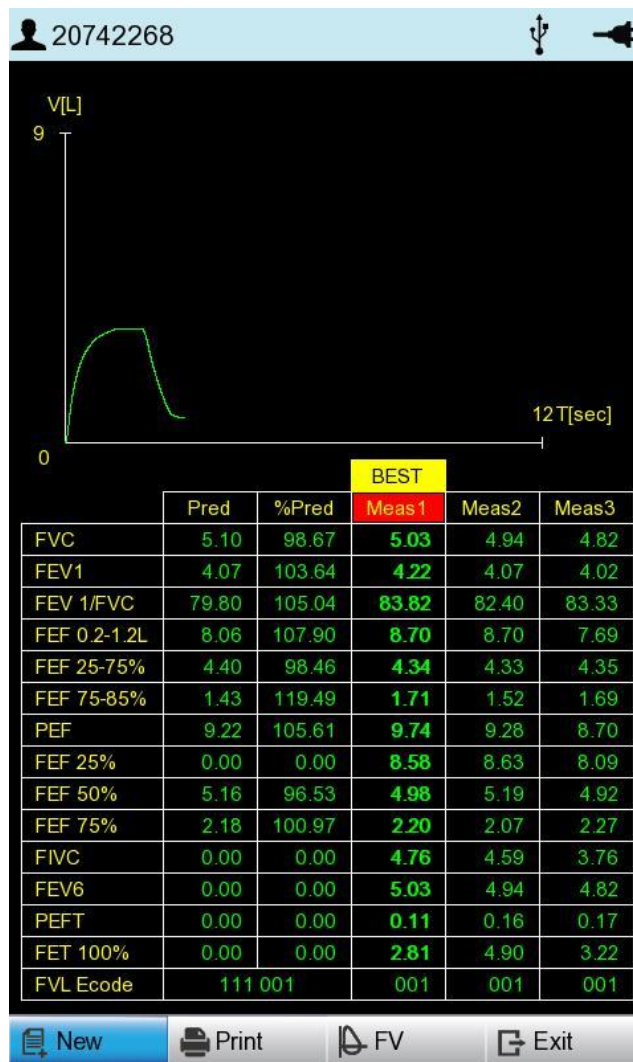 20742268
V[L]
9
12T[sec]
0
BEST
Pred %Pred Meas1 Meas2 Meas3
FVC 5.10 98.67 5.03 4.94 4.82
FEV1 4.07 103.64 4.22 4.07 4.02
FEV 1/FVC 79.80 105.04 83.82 82.40 83.33
FEF 0.2-1.2L 8.06 107.90 8.70 8.70 7.69
FEF 25-75% 4.40 98.46 4.34 4.33 4.35
FEF 75-85% 1.43 119.49 1.71 1.52 1.69
PEF 9.22 105.61 9.74 9.28 8.70
FEF 25% 0.00 0.00 8.58 8.63 8.09
FEF 50% 5.16 96.53 4.98 5.19 4.92
FEF 75% 2.18 100.97 2.20 2.07 2.27
FIVC 0.00 0.00 4.76 4.59 3.76
FEV6 0.00 0.00 5.03 4.94 4.82
PEFT 0.00 0.00 0.11 0.16 0.17
FET 100% 0.00 0.00 2.81 4.90 3.22
FVL Ecode 111 001 001 001 001
New Print FV Exit